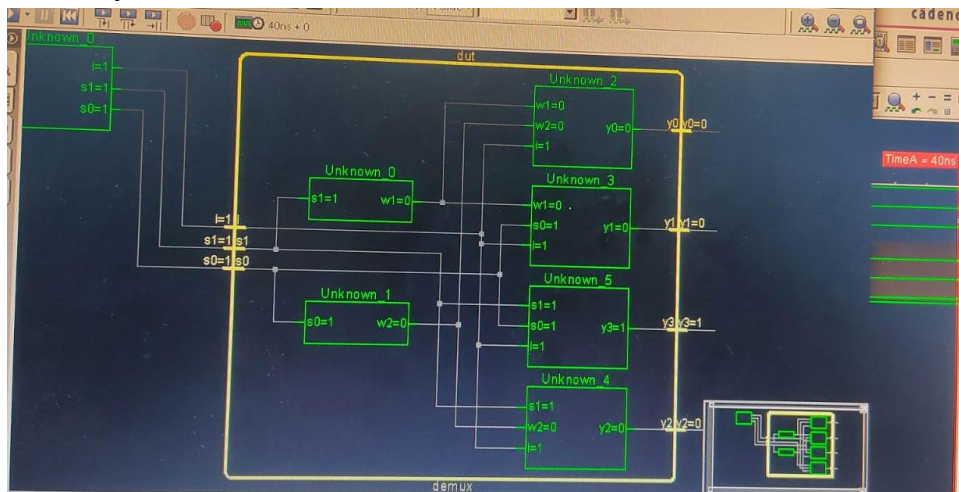 40ns + 0
cadenc
Unknown_0
i=1
s1=1
s0=1
dut
Unknown_2
w1=0
w2=0
i=1
y0=0
y0 y0=0
TimeA = 40ns
Unknown_0
s1=1
w1=0
Unknown_3
w1=0
s0=1
i=1
y1=0
y1 y1=0
i=1 i
s1=1 s1
s0=1 s0
Unknown_1
s0=1
w2=0
Unknown_5
s1=1
s0=1
i=1
y3=1
y3 y3=1
Unknown_4
s1=1
w2=0
i=1
y2=0
y2 y2=0
demux